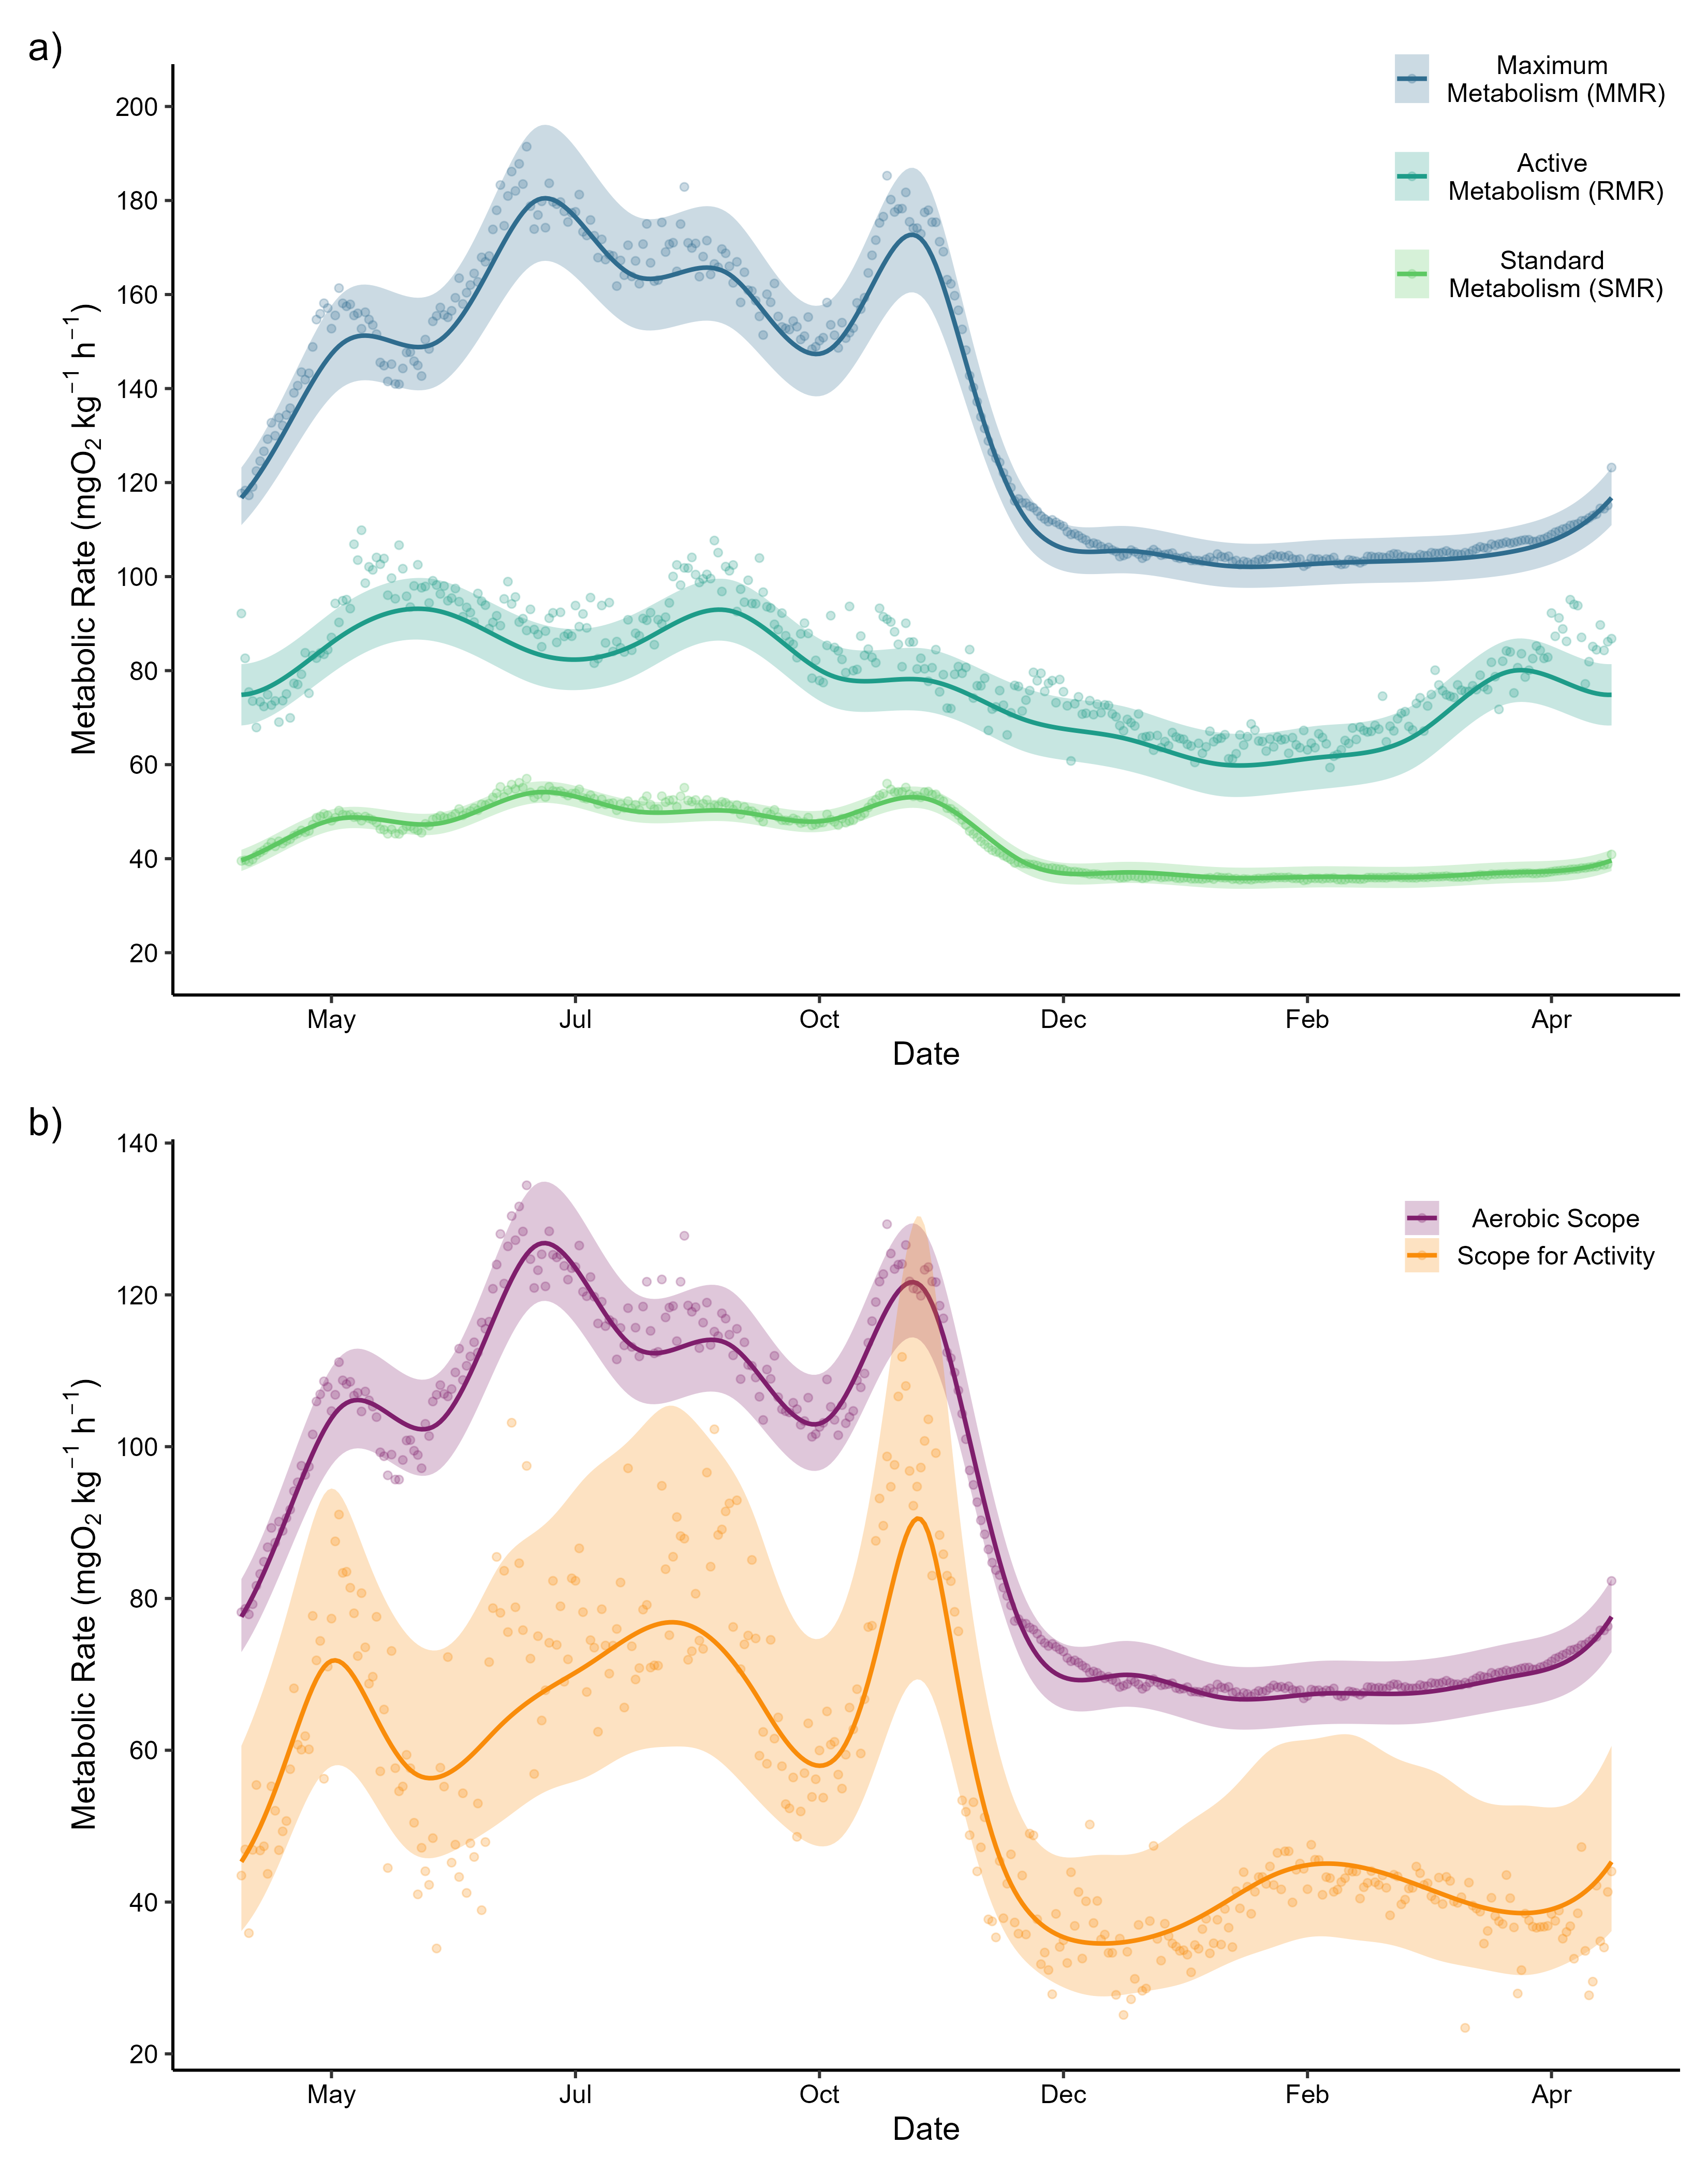 a)
Maximum
Metabolism (MMR)
Active
Metabolism (RMR)
Standard
Metabolism (SMR)
Metabolic Rate (mgO₂ kg⁻¹ h⁻¹)
200
180
160
140
120
100
80
60
40
20
May Jul Oct Dec Feb Apr
Date
b)
Aerobic Scope
Scope for Activity
Metabolic Rate (mgO₂ kg⁻¹ h⁻¹)
140
120
100
80
60
40
20
May Jul Oct Dec Feb Apr
Date